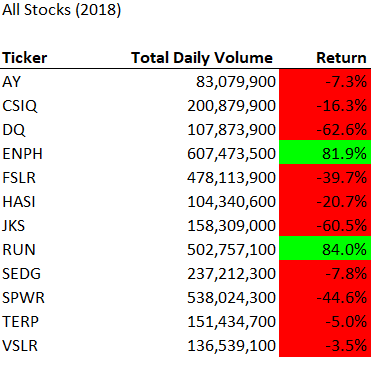 All Stocks (2018)
Ticker Total Daily Volume Return
AY 83,079,900 -7.3%
CSIQ 200,879,900 -16.3%
DQ 107,873,900 -62.6%
ENPH 607,473,500 81.9%
FSLR 478,113,900 -39.7%
HASI 104,340,600 -20.7%
JKS 158,309,000 -60.5%
RUN 502,757,100 84.0%
SEDG 237,212,300 -7.8%
SPWR 538,024,300 -44.6%
TERP 151,434,700 -5.0%
VSLR 136,539,100 -3.5%